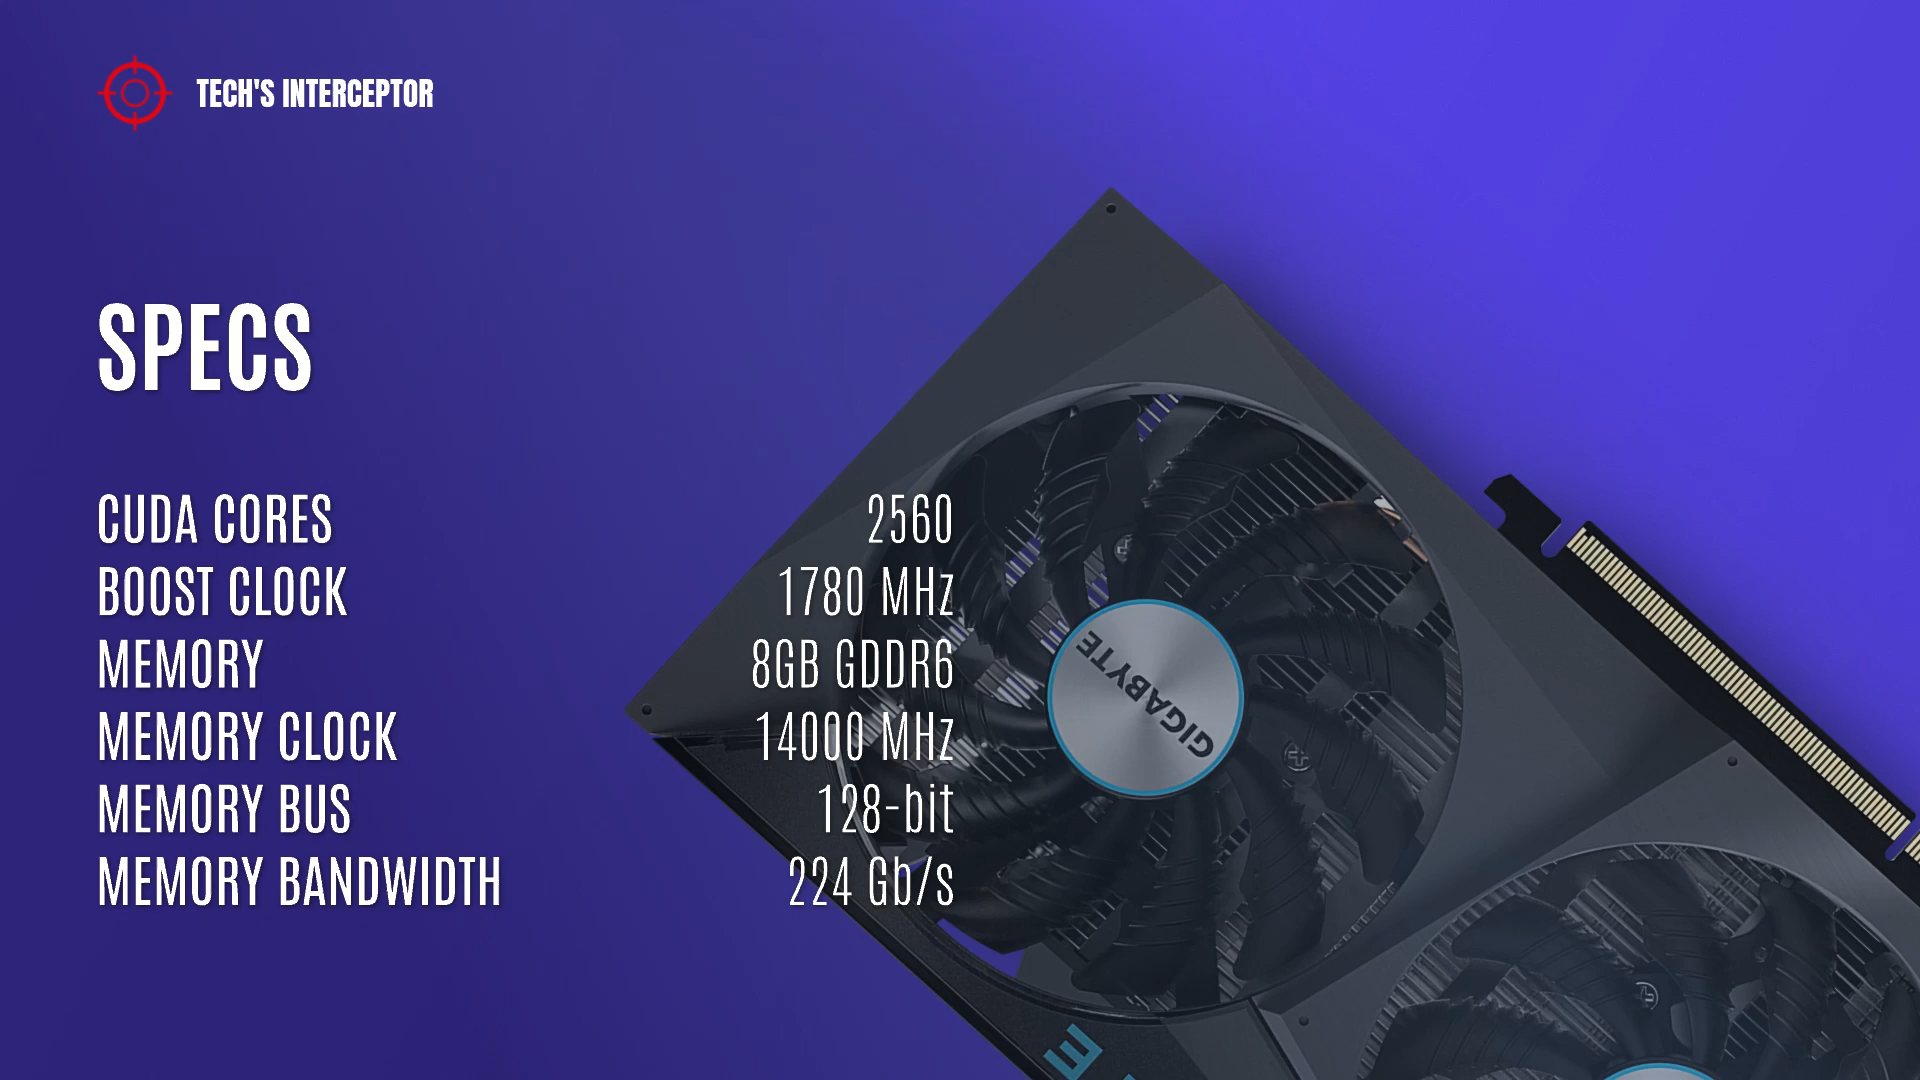 TECH'S INTERCEPTOR
SPECS
CUDA CORES 2560
BOOST CLOCK 1780 MHz
MEMORY 8GB GDDR6
MEMORY CLOCK 14000 MHz
MEMORY BUS 128-bit
MEMORY BANDWIDTH 224 Gb/s
GIGABYTE
E